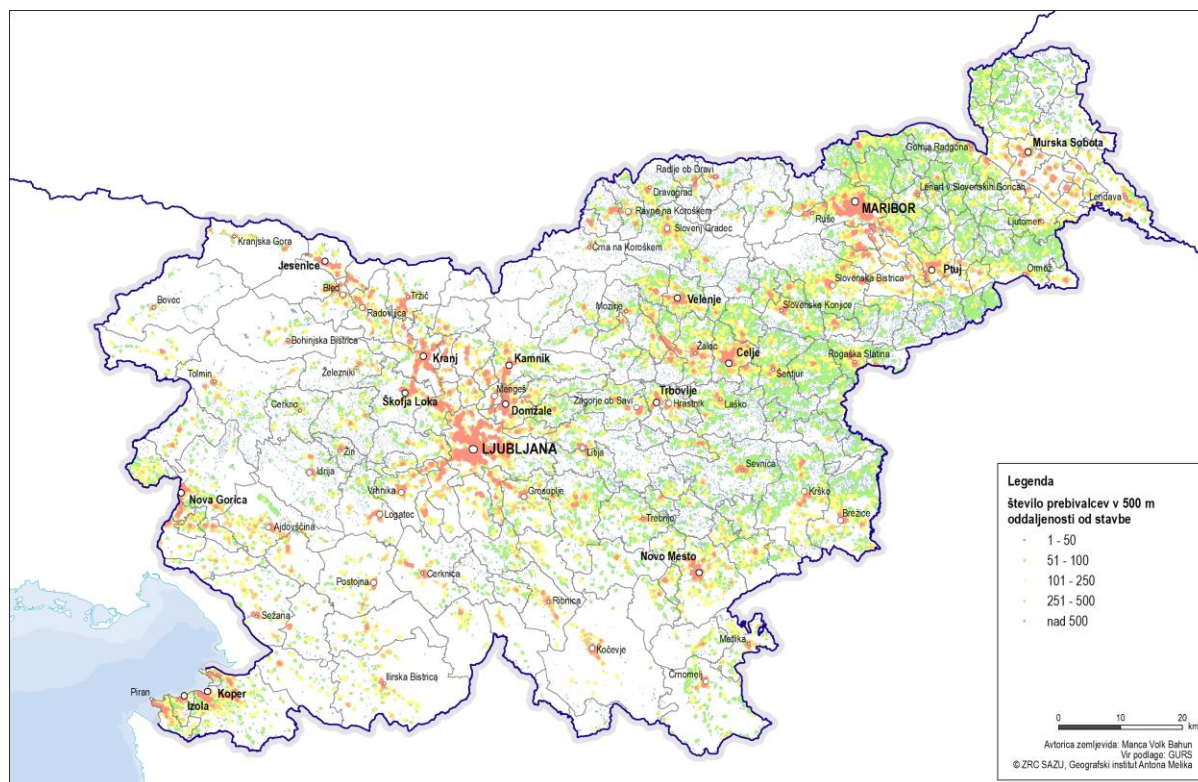 Murska Sobota
Gornja Radgona
Radlje ob Dravi
Dravograd
Lenart v Slovenskih Goricah
Lendava
MARIBOR
Ravne na Koroškem
Ruše
Ljutomer
Slovenj Gradec
Kranjska Gora
Črna na Koroškem
Jesenice
Ptuj
Ormož
Slovenska Bistrica
Bled
Tržič
Velenje
Bovec
Radovljica
Mozirje
Slovenske Konjice
Bohinjska Bistrica
Kranj
Kamnik
Žalec
Celje
Rogaška Slatina
Železniki
Šentjur
Tolmin
Mengeš
Škofja Loka
Domžale
Trbovlje
Zagorje ob Savi
Hrastnik
Laško
Cerkno
LJUBLJANA
Žiri
Litija
Idrija
Sevnica
Nova Gorica
Vrhnika
Grosuplje
Krško
Logatec
Brežice
Ajdovščina
Trebnje
Novo Mesto
Postojna
Cerknica
Ribnica
Sežana
Metlika
Kočevje
Črnomelj
Ilirska Bistrica
Piran
Koper
Izola
Legenda
število prebivalcev v 500 m
oddaljenosti od stavbe
1 - 50
51 - 100
101 - 250
251 - 500
nad 500
0 10 20
km
Avtorica zemljevida: Manca Volk Bahun
Vir podlage: GURS
© ZRC SAZU, Geografski institut Antona Melika